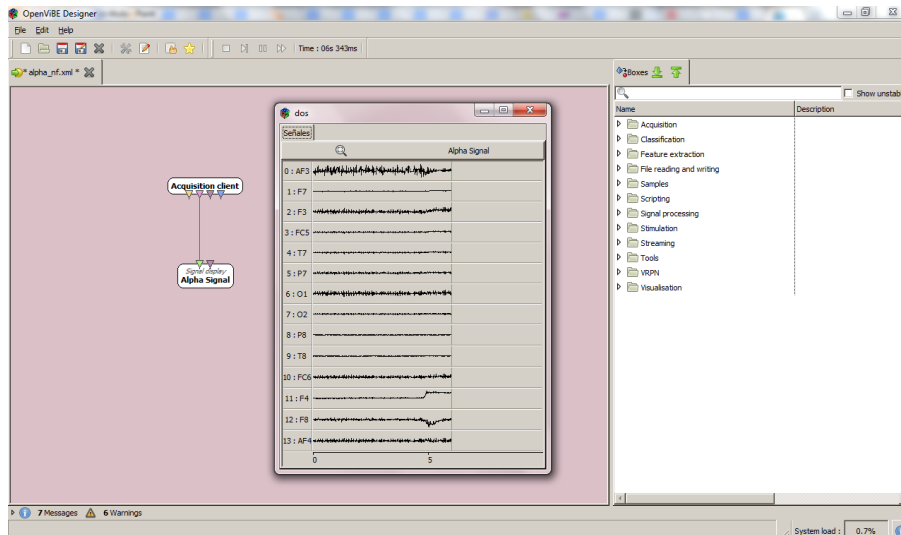 OpenViBE Designer
File Edit Help
Time : 06s 343ms
* alpha_nf.xml *
Boxes
Show unstab
Name
Description
Acquisition
Classification
Feature extraction
File reading and writing
Samples
Scripting
Signal processing
Stimulation
Streaming
Tools
VRPN
Visualisation
Acquisition client
Signal display
Alpha Signal
dos
Señales
Alpha Signal
0 : AF3
1 : F7
2 : F3
3 : FC5
4 : T7
5 : P7
6 : O1
7 : O2
8 : P8
9 : T8
10 : FC6
11 : F4
12 : F8
13 : AF4
0 5
7 Messages 6 Warnings
System load : 0.7%